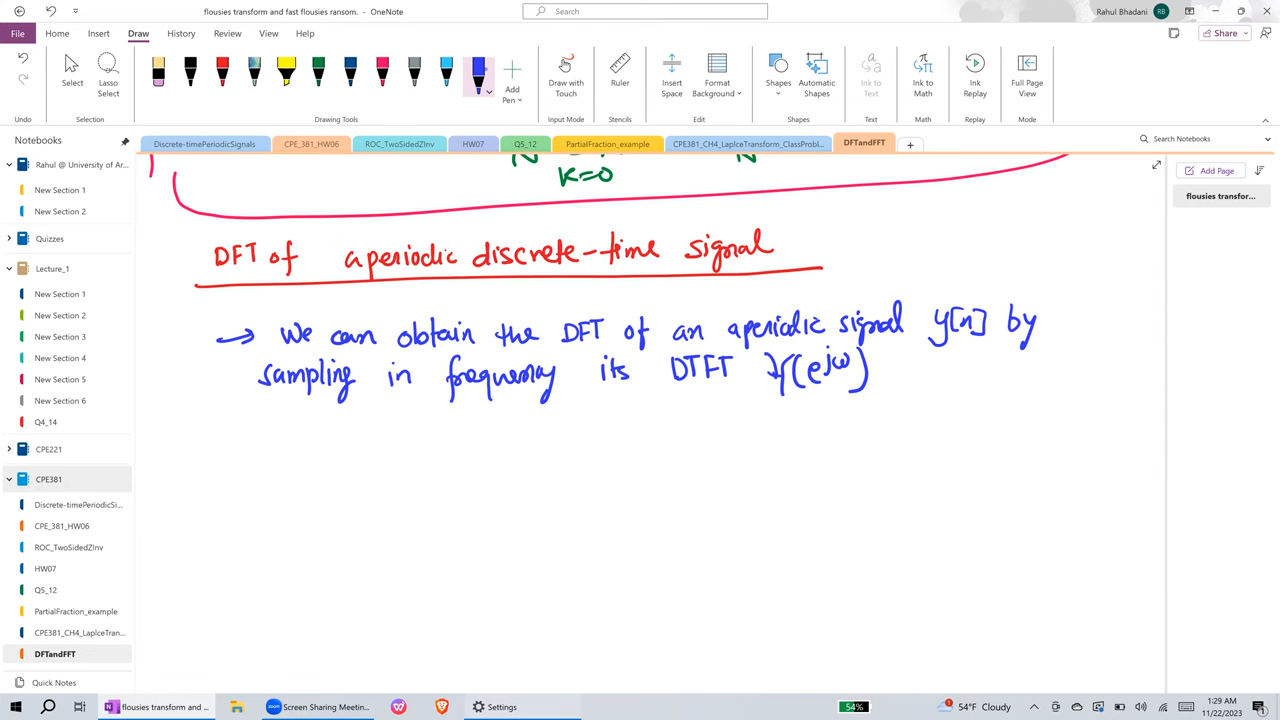 flousies transform and fast flousies ransom. - OneNote
Search
Rahul Bhadani
RB
File
Home
Insert
Draw
History
Review
View
Help
Share
Select
Lasso Select
Add Pen
Draw with Touch
Ruler
Insert Space
Format Background
Shapes
Automatic Shapes
Ink to Text
Ink to Math
Ink Replay
Full Page View
Undo
Selection
Drawing Tools
Input Mode
Stencils
Edit
Shapes
Text
Math
Replay
Mode
Notebooks
Discrete-timePeriodicSignals
CPE_381_HW06
ROC_TwoSidedZInv
HW07
Q5_12
PartialFraction_example
CPE381_CH4_LaplceTransform_ClassProbl...
DFTandFFT
Search Notebooks
Add Page
flousies transfor...
Rahul @ University of Ar...
New Section 1
New Section 2
Quizzes
Lecture_1
New Section 1
New Section 2
New Section 3
New Section 4
New Section 5
New Section 6
Q4_14
CPE221
CPE381
Discrete-timePeriodicSi...
CPE_381_HW06
ROC_TwoSidedZInv
HW07
Q5_12
PartialFraction_example
CPE381_CH4_LaplceTran...
DFTandFFT
Quick Notes
K=0
DFT of aperiodic discrete-time signal
→ We can obtain the DFT of an aperiodic signal y[n] by
sampling in frequency its DTFT Y(e^jω)
flousies transform and ...
Screen Sharing Meetin...
Settings
54%
54°F Cloudy
1:29 AM
11/22/2023